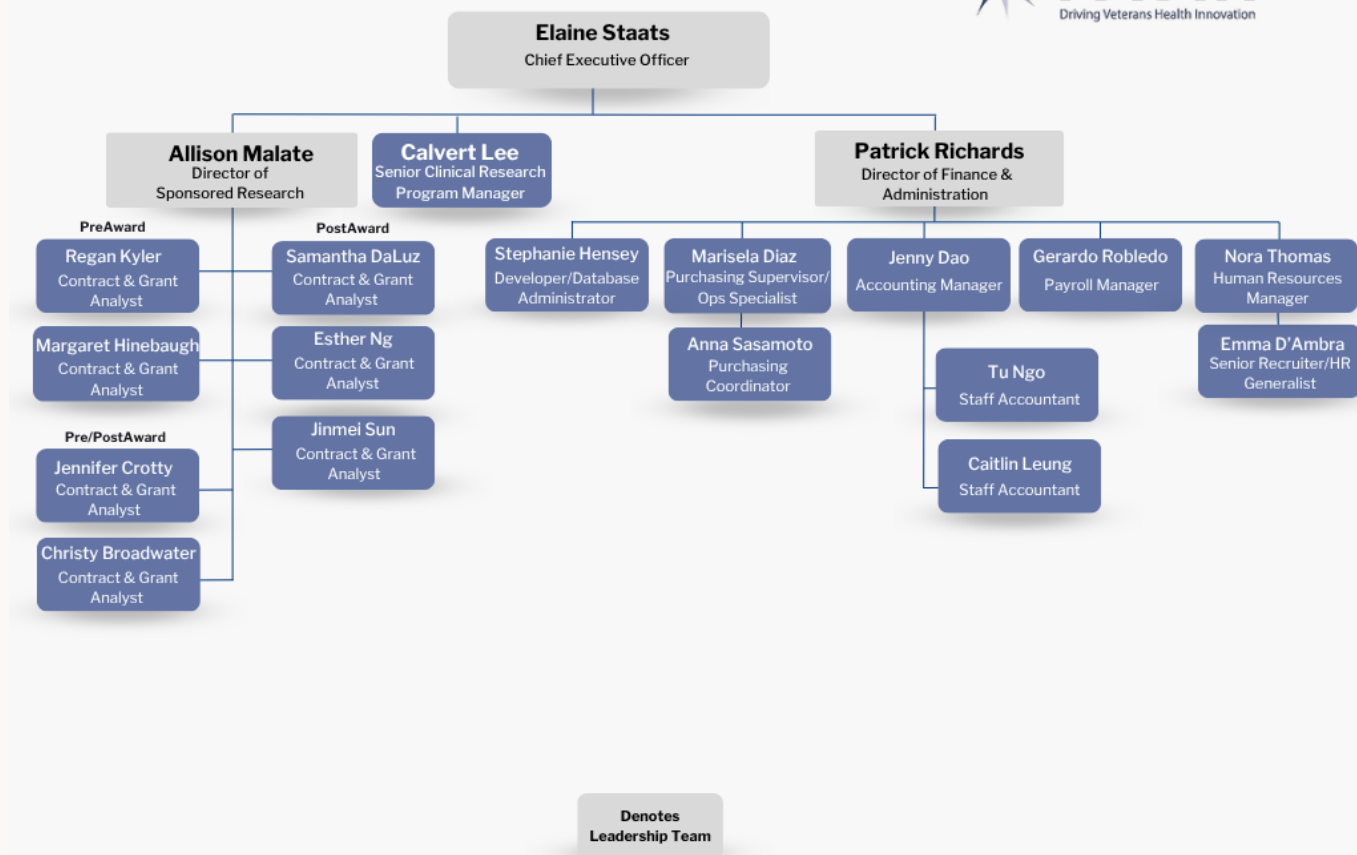 Driving Veterans Health Innovation
Elaine Staats
Chief Executive Officer
Allison Malate
Director of
Sponsored Research
Calvert Lee
Senior Clinical Research
Program Manager
Patrick Richards
Director of Finance &
Administration
PreAward
Regan Kyler
Contract & Grant
Analyst
Margaret Hinebaugh
Contract & Grant
Analyst
Pre/PostAward
Jennifer Crotty
Contract & Grant
Analyst
Christy Broadwater
Contract & Grant
Analyst
PostAward
Samantha DaLuz
Contract & Grant
Analyst
Esther Ng
Contract & Grant
Analyst
Jinmei Sun
Contract & Grant
Analyst
Stephanie Hensey
Developer/Database
Administrator
Marisela Diaz
Purchasing Supervisor/
Ops Specialist
Anna Sasamoto
Purchasing
Coordinator
Jenny Dao
Accounting Manager
Tu Ngo
Staff Accountant
Caitlin Leung
Staff Accountant
Gerardo Robledo
Payroll Manager
Nora Thomas
Human Resources
Manager
Emma D'Ambra
Senior Recruiter/HR
Generalist
Denotes
Leadership Team